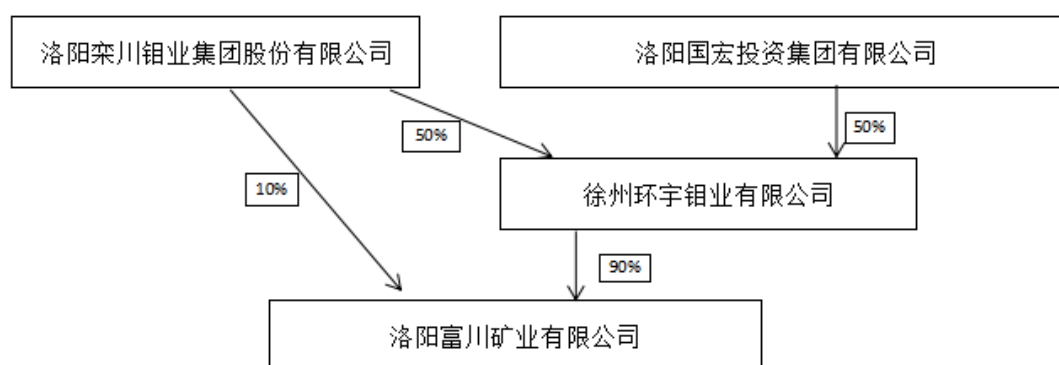 洛阳栾川钼业集团股份有限公司
洛阳国宏投资集团有限公司
50%
50%
10%
徐州环宇钼业有限公司
90%
洛阳富川矿业有限公司